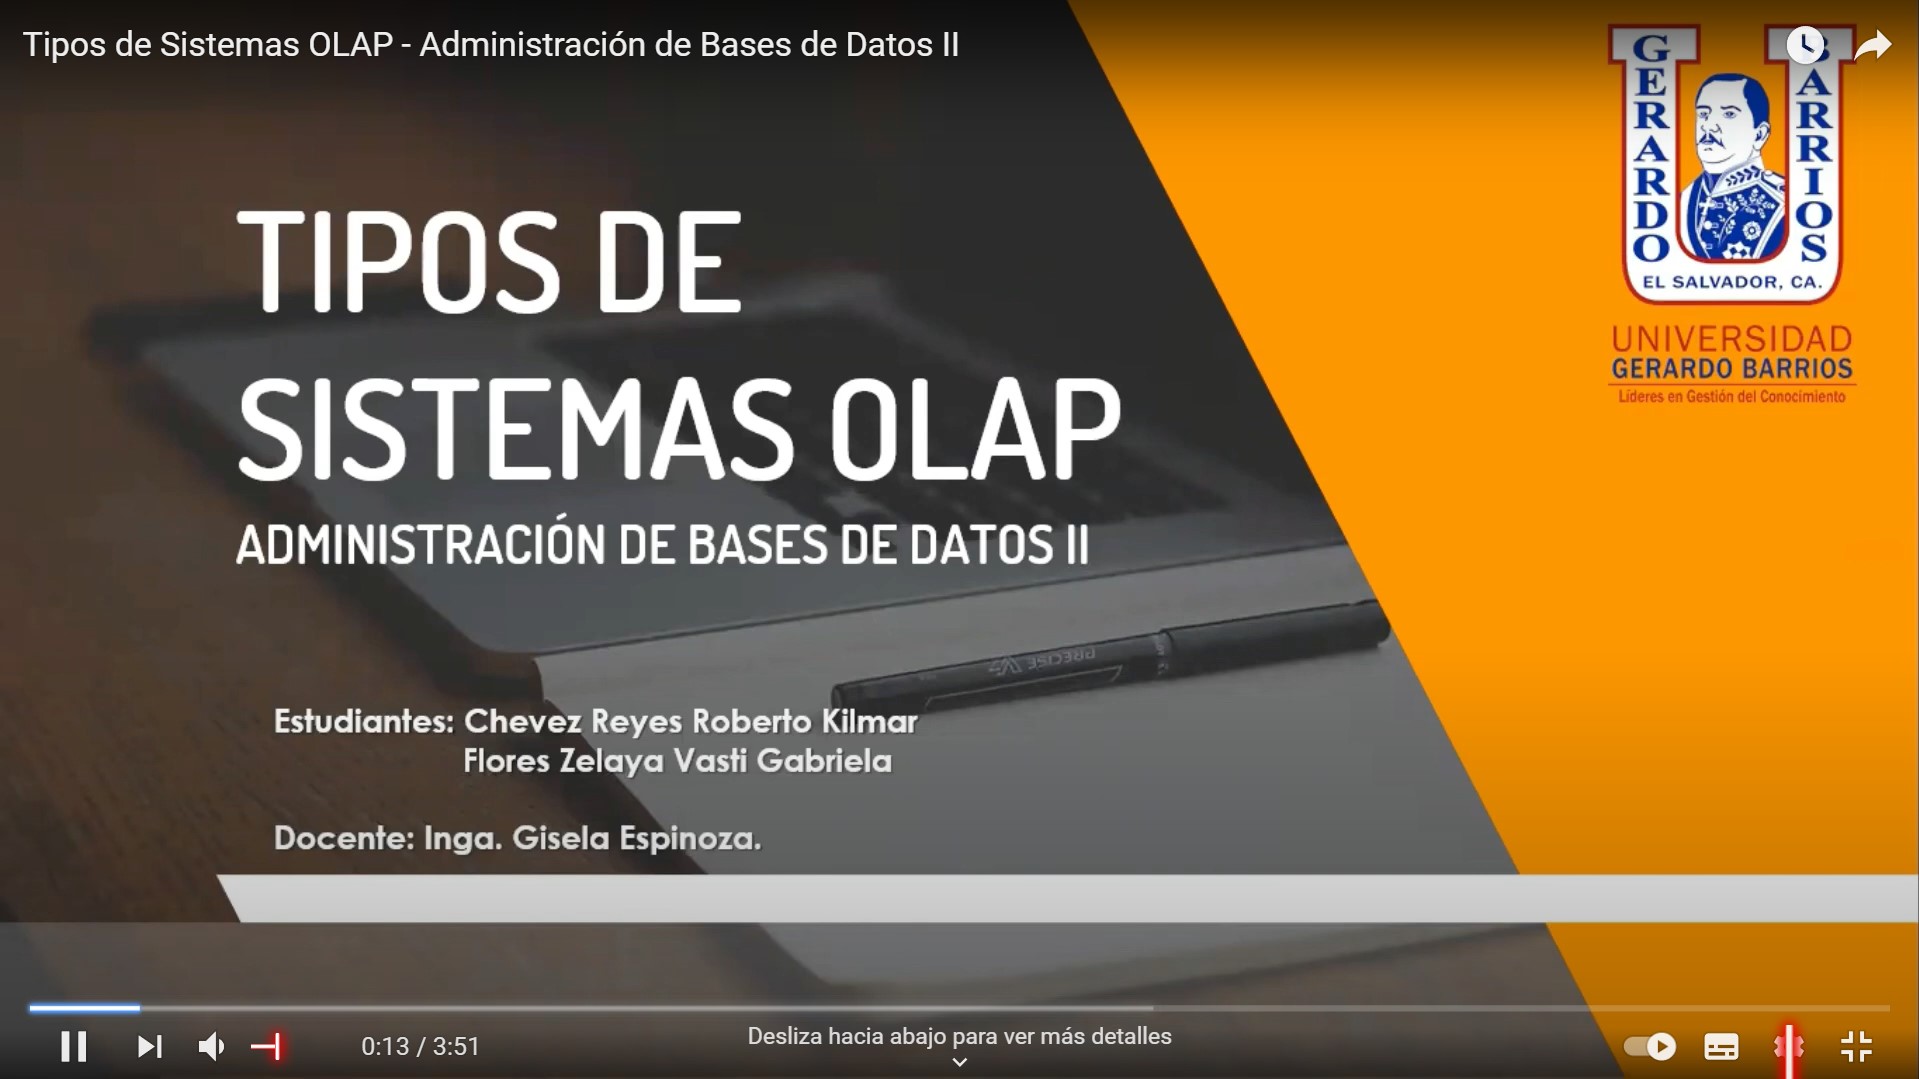 Tipos de Sistemas OLAP - Administración de Bases de Datos II
GERARDO
BARRIOS
EL SALVADOR, CA.
UNIVERSIDAD
GERARDO BARRIOS
Líderes en Gestión del Conocimiento
TIPOS DE
SISTEMAS OLAP
ADMINISTRACIÓN DE BASES DE DATOS II
PRECISE V5
Estudiantes: Chevez Reyes Roberto Kilmar
Flores Zelaya Vasti Gabriela
Docente: Inga. Gisela Espinoza.
0:13 / 3:51
Desliza hacia abajo para ver más detalles